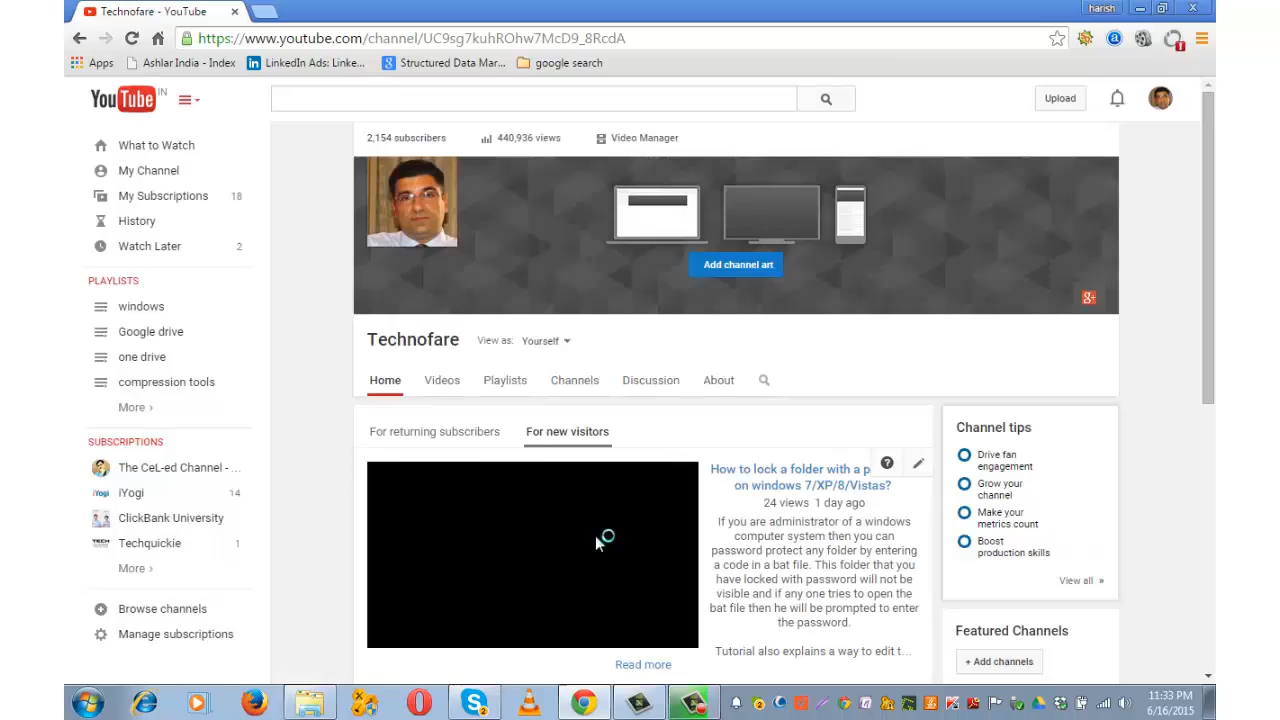 Technofare - YouTube
harish
https://www.youtube.com/channel/UC9sg7kuhROhw7McD9_8RcdA
Apps
Ashlar India - Index
LinkedIn Ads: Linke...
Structured Data Mar...
google search
YouTube IN
Upload
What to Watch
My Channel
My Subscriptions 18
History
Watch Later 2
PLAYLISTS
windows
Google drive
one drive
compression tools
More ›
SUBSCRIPTIONS
The CeL-ed Channel - ...
iYogi 14
ClickBank University
Techquickie 1
More ›
Browse channels
Manage subscriptions
2,154 subscribers
440,936 views
Video Manager
Add channel art
g+
Technofare
View as: Yourself
Home Videos Playlists Channels Discussion About
For returning subscribers
For new visitors
How to lock a folder with a p
on windows 7/XP/8/Vistas?
24 views 1 day ago
If you are administrator of a windows
computer system then you can
password protect any folder by entering
a code in a bat file. This folder that you
have locked with password will not be
visible and if any one tries to open the
bat file then he will be prompted to enter
the password.
Tutorial also explains a way to edit t...
Read more
Channel tips
Drive fan
engagement
Grow your
channel
Make your
metrics count
Boost
production skills
View all »
Featured Channels
+ Add channels
11:33 PM
6/16/2015